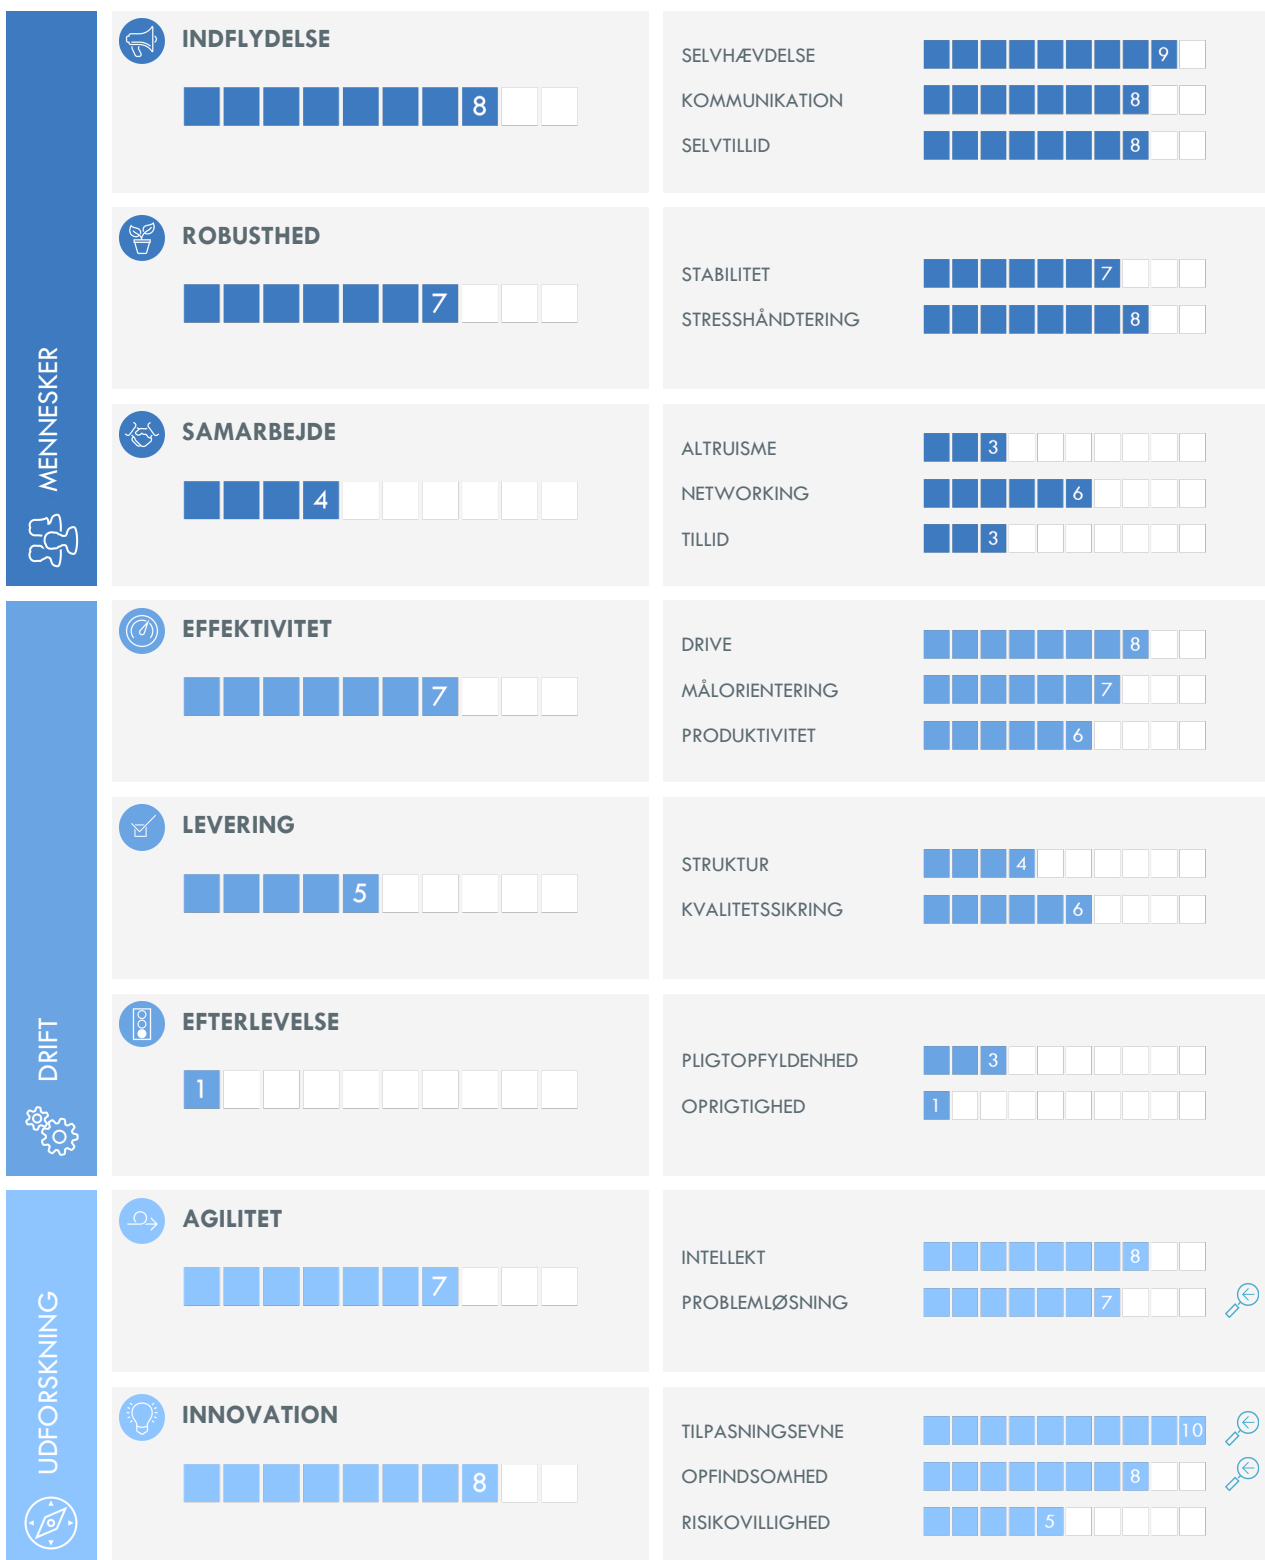 MENNESKER
INDFLYDELSE
8
SELVHÆVDELSE 9
KOMMUNIKATION 8
SELVTILLID 8
ROBUSTHED
7
STABILITET 7
STRESSHÅNDTERING 8
SAMARBEJDE
4
ALTRUISME 3
NETWORKING 6
TILLID 3
DRIFT
EFFEKTIVITET
7
DRIVE 8
MÅLORIENTERING 7
PRODUKTIVITET 6
LEVERING
5
STRUKTUR 4
KVALITETSSIKRING 6
EFTERLEVELSE
1
PLIGTOPFYLDENHED 3
OPRIGTIGHED 1
UDFORSKNING
AGILITET
7
INTELLEKT 8
PROBLEMLØSNING 7
INNOVATION
8
TILPASNINGSEVNE 10
OPFINDSOMHED 8
RISIKOVILLIGHED 5